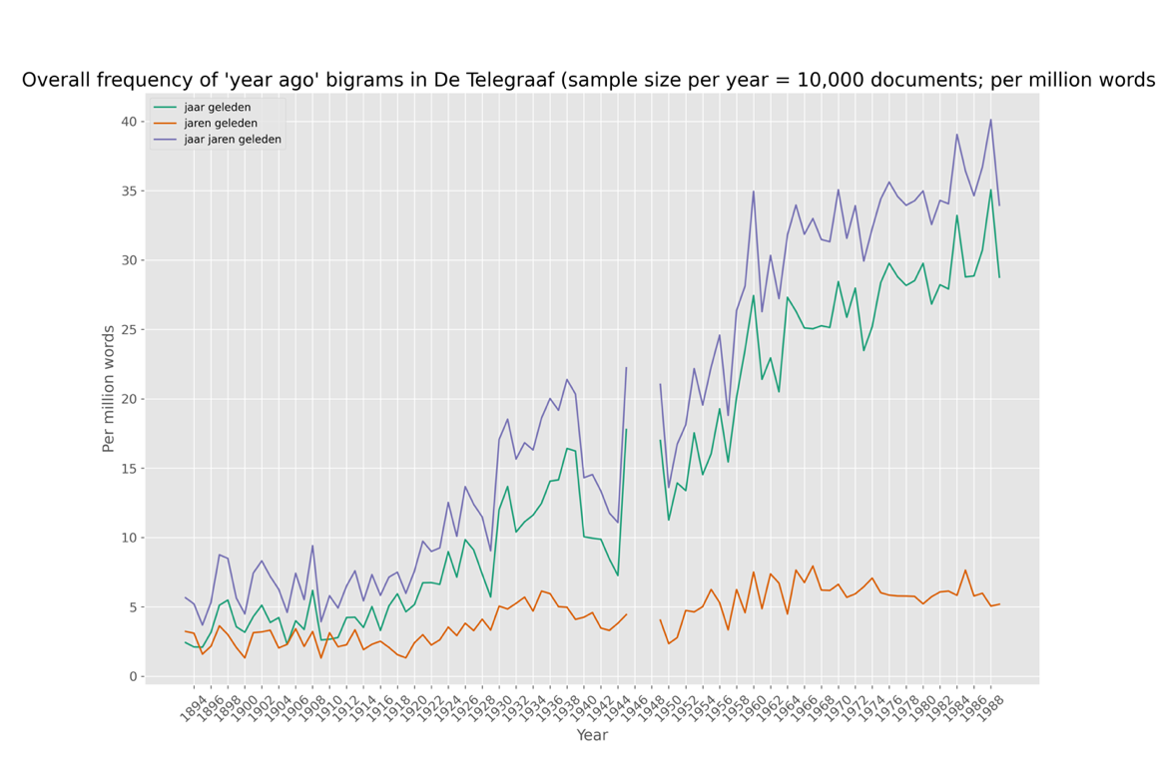 Overall frequency of 'year ago' bigrams in De Telegraaf (sample size per year = 10,000 documents; per million words
jaar geleden
jaren geleden
jaar jaren geleden
40
35
30
25
20
15
10
5
0
Per million words
1894 1896 1898 1900 1902 1904 1906 1908 1910 1912 1914 1916 1918 1920 1922 1924 1926 1928 1930 1932 1934 1936 1938 1940 1942 1944 1946 1948 1950 1952 1954 1956 1958 1960 1962 1964 1966 1968 1970 1972 1974 1976 1978 1980 1982 1984 1986 1988
Year